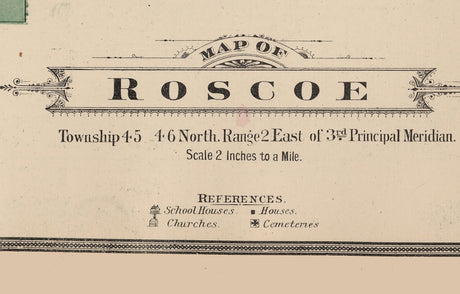 MAP OF
ROSCOE
Township 45 46 North. Range 2 East of 3rd Principal Meridian.
Scale 2 Inches to a Mile.
REFERENCES.
School Houses. Houses.
Churches. Cemeteries